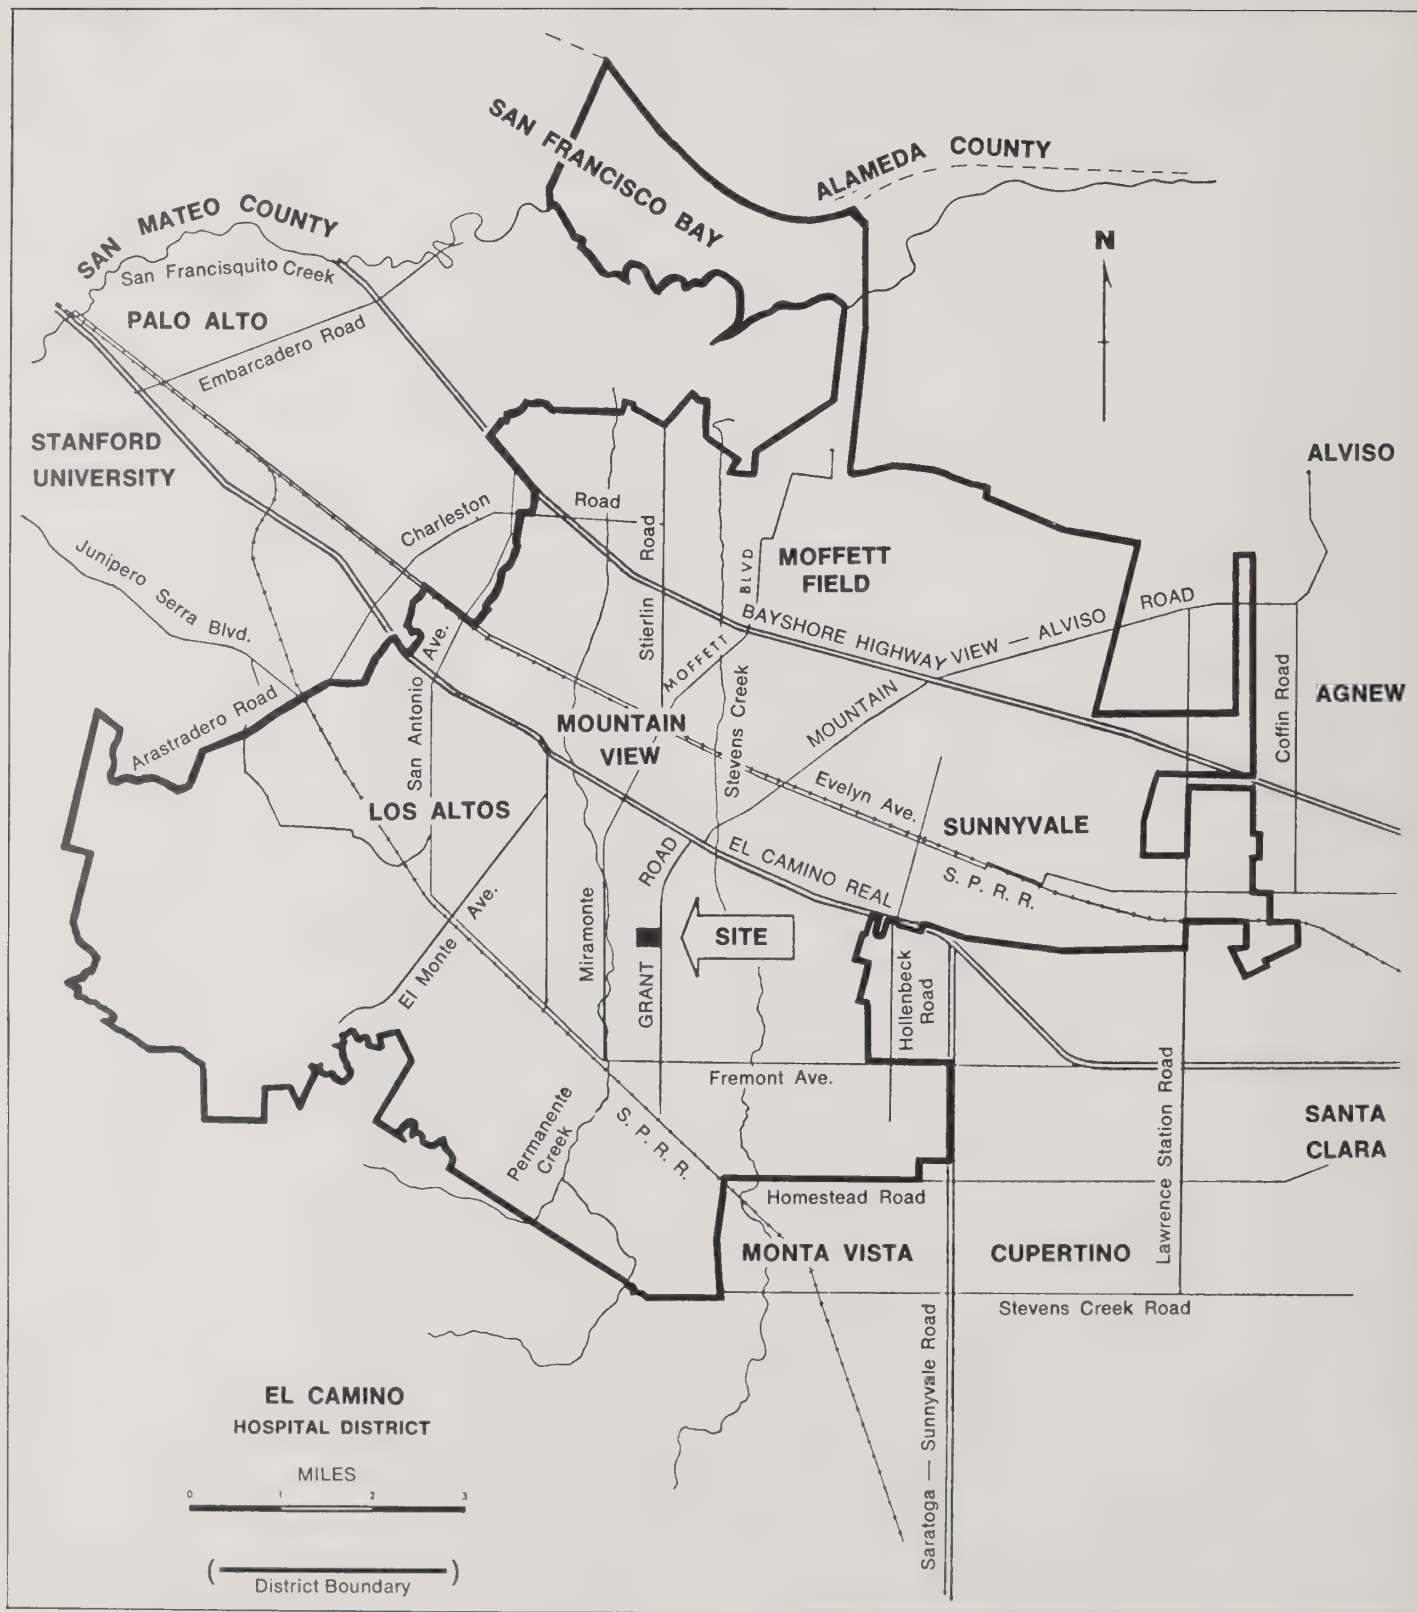 SAN FRANCISCO BAY
ALAMEDA COUNTY
SAN MATEO COUNTY
San Francisquito Creek
N
PALO ALTO
Embarcadero Road
STANFORD
UNIVERSITY
ALVISO
Charleston Road
Junipero Serra Blvd.
Stierlin Road
MOFFETT BLVD
MOFFETT
FIELD
BAYSHORE HIGHWAY
MOUNTAIN VIEW — ALVISO ROAD
Arastradero Road
San Antonio Ave.
MOUNTAIN
VIEW
Stevens Creek
Coffin Road
AGNEW
LOS ALTOS
Evelyn Ave.
SUNNYVALE
EL CAMINO REAL
S. P. R. R.
El Monte Ave.
Miramonte
GRANT ROAD
SITE
Hollenbeck
Road
Fremont Ave.
Permanente
Creek
S. P. R. R.
Lawrence Station Road
SANTA
CLARA
Homestead Road
MONTA VISTA
CUPERTINO
Stevens Creek Road
Saratoga — Sunnyvale Road
EL CAMINO
HOSPITAL DISTRICT
MILES
0 1 2 3
( )
District Boundary